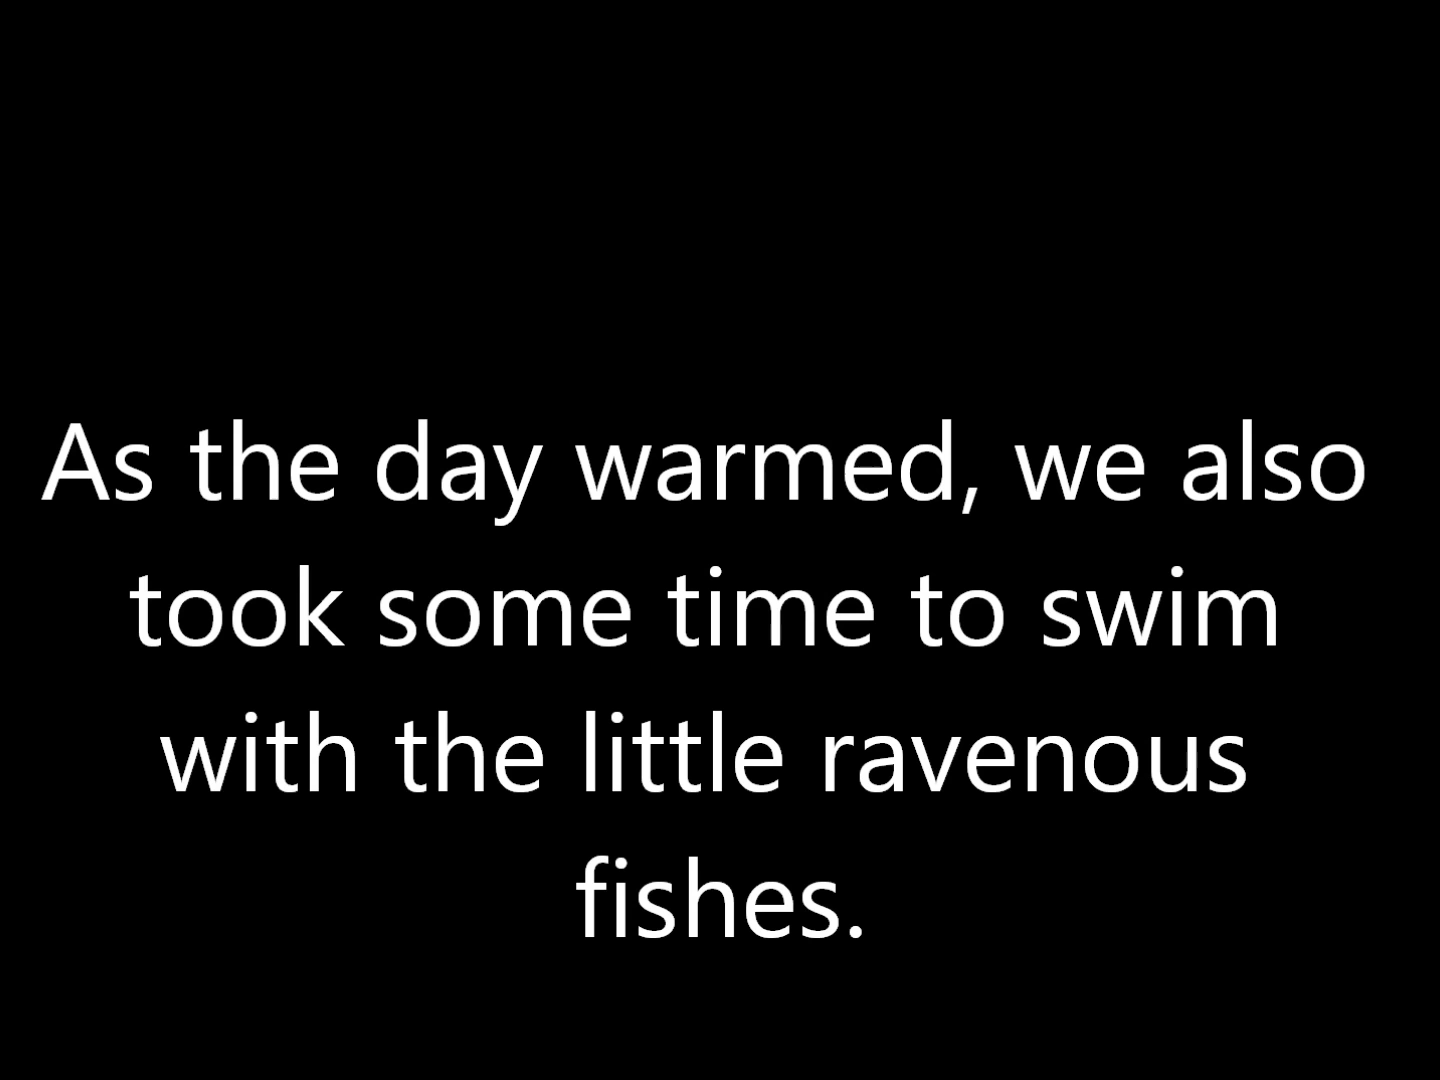 As the day warmed, we also
took some time to swim
with the little ravenous
fishes.